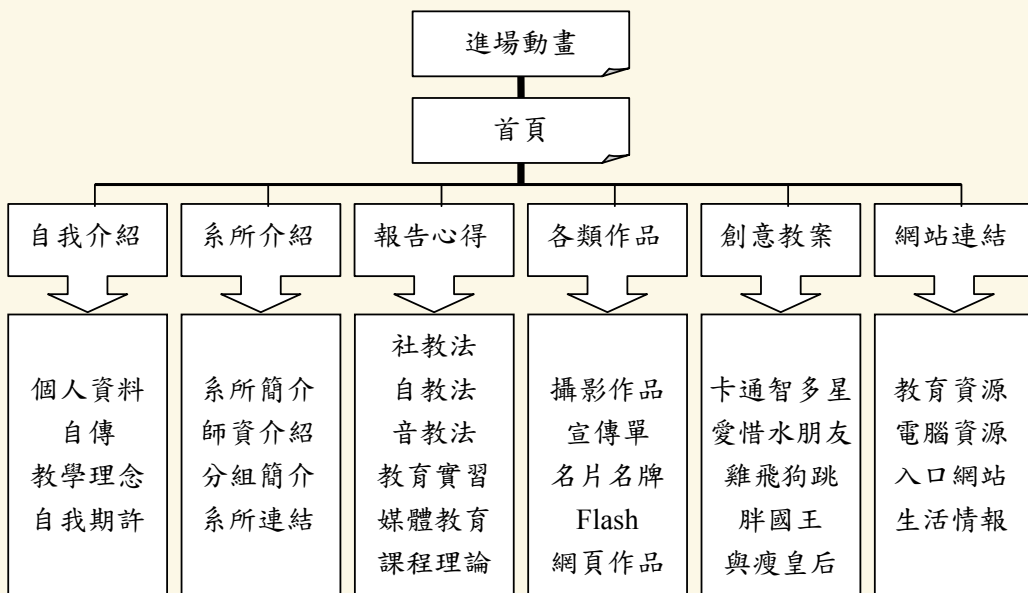 進場動畫
首頁
自我介紹
系所介紹
報告心得
各類作品
創意教案
網站連結
個人資料
自傳
教學理念
自我期許
系所簡介
師資介紹
分組簡介
系所連結
社教法
自教法
音教法
教育實習
媒體教育
課程理論
攝影作品
宣傳單
名片名牌
Flash
網頁作品
卡通智多星
愛惜水朋友
雞飛狗跳
胖國王
與瘦皇后
教育資源
電腦資源
入口網站
生活情報